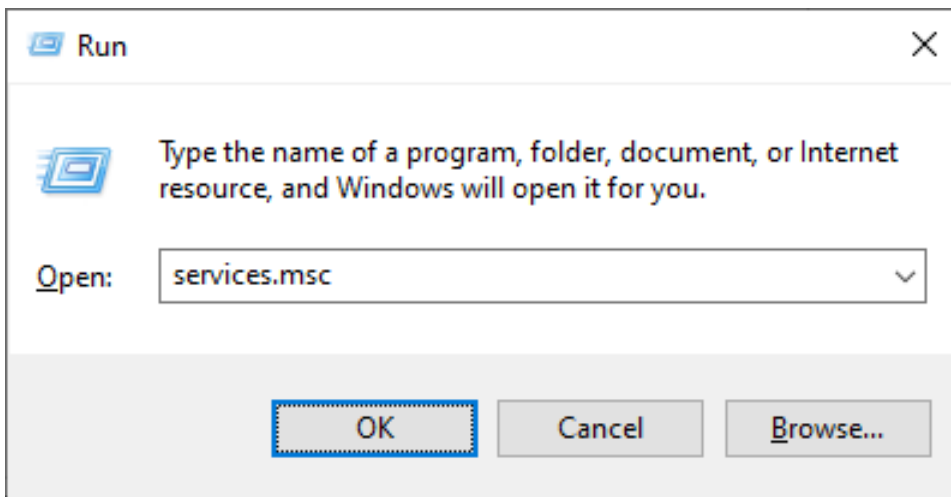 Run
Type the name of a program, folder, document, or Internet
resource, and Windows will open it for you.
Open: services.msc
OK Cancel Browse...